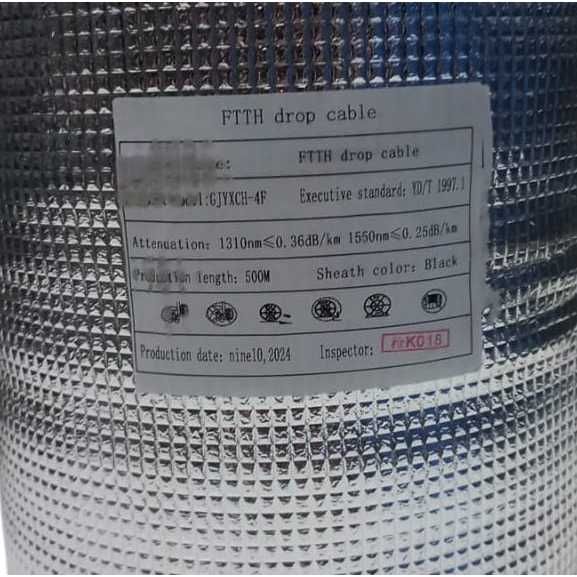 FTTH drop cable
e: FTTH drop cable
l:GJYXCH-4F Executive standard: YD/T 1997.1
Attenuation: 1310nm≤0.36dB/km 1550nm≤0.25dB/km
Production length: 500M Sheath color: Black
Production date: nine10,2024 Inspector: K018